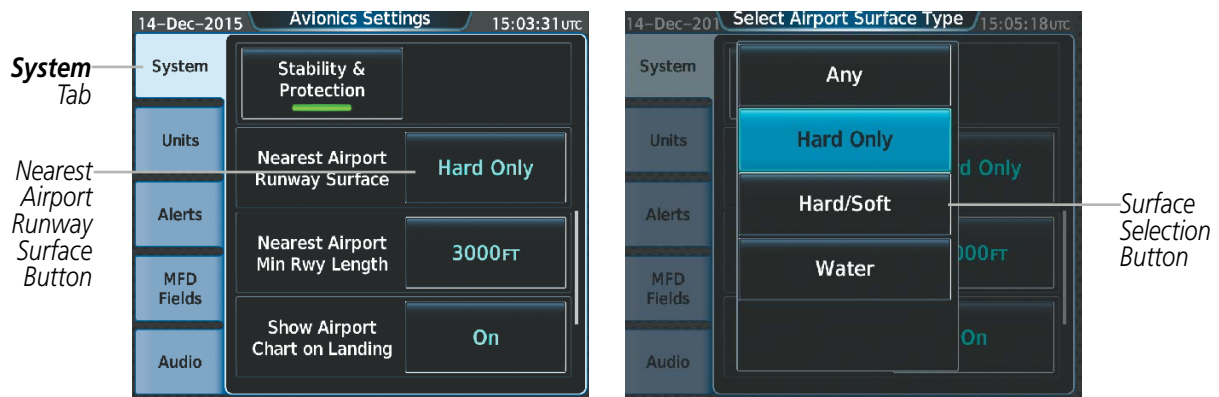 14-Dec-2015 Avionics Settings 15:03:31UTC
System
Tab
System
Stability &
Protection
Units
Nearest
Airport
Runway
Surface
Button
Nearest Airport
Runway Surface
Hard Only
Alerts
Nearest Airport
Min Rwy Length
3000FT
MFD
Fields
Show Airport
Chart on Landing
On
Audio
14-Dec-201 Select Airport Surface Type 15:05:18UTC
System
Any
Units
Hard Only
d Only
Alerts
Hard/Soft
Surface
Selection
Button
MFD
Fields
Water
000FT
On
Audio